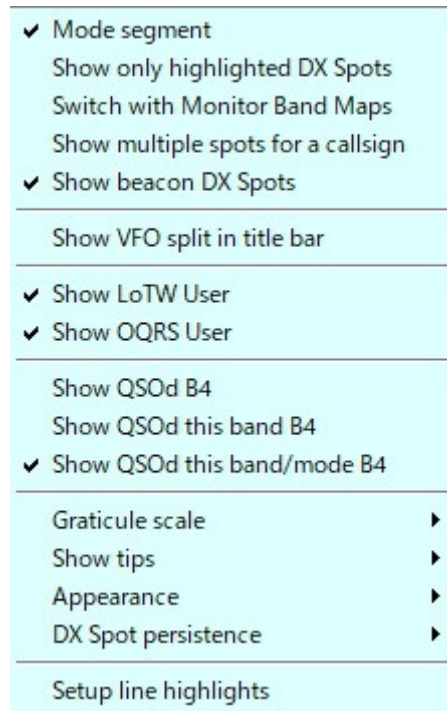 Mode segment
Show only highlighted DX Spots
Switch with Monitor Band Maps
Show multiple spots for a callsign
Show beacon DX Spots
Show VFO split in title bar
Show LoTW User
Show OQRS User
Show QSOd B4
Show QSOd this band B4
Show QSOd this band/mode B4
Graticule scale
Show tips
Appearance
DX Spot persistence
Setup line highlights